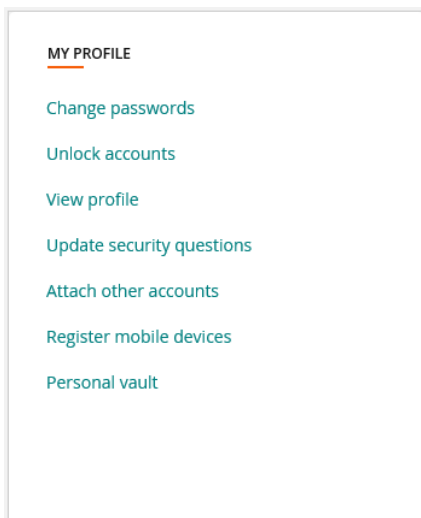 MY PROFILE
Change passwords
Unlock accounts
View profile
Update security questions
Attach other accounts
Register mobile devices
Personal vault